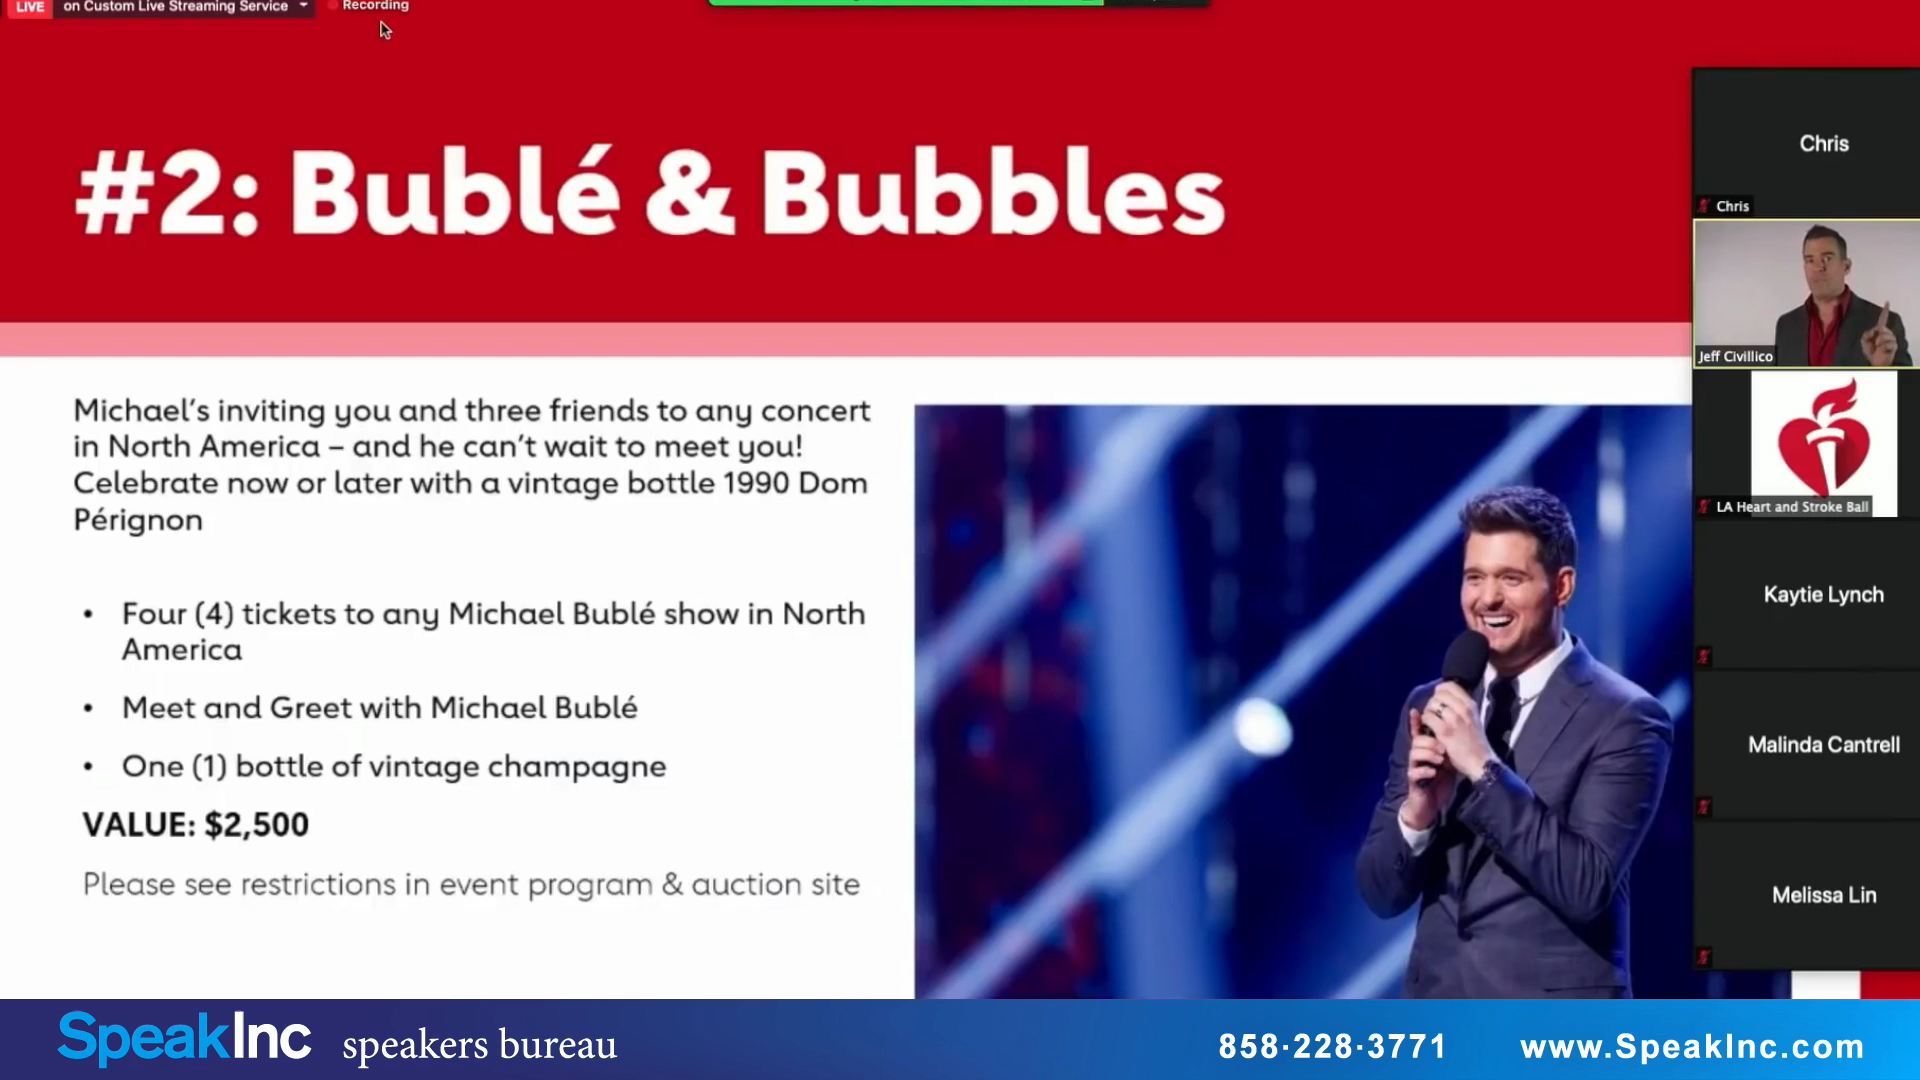 LIVE on Custom Live Streaming Service
Recording
#2: Bublé & Bubbles
Michael's inviting you and three friends to any concert
in North America – and he can't wait to meet you!
Celebrate now or later with a vintage bottle 1990 Dom
Pérignon
• Four (4) tickets to any Michael Bublé show in North
America
• Meet and Greet with Michael Bublé
• One (1) bottle of vintage champagne
VALUE: $2,500
Please see restrictions in event program & auction site
Chris
Chris
Jeff Civillico
LA Heart and Stroke Ball
Kaytie Lynch
Malinda Cantrell
Melissa Lin
SpeakInc speakers bureau
858·228·3771
www.SpeakInc.com